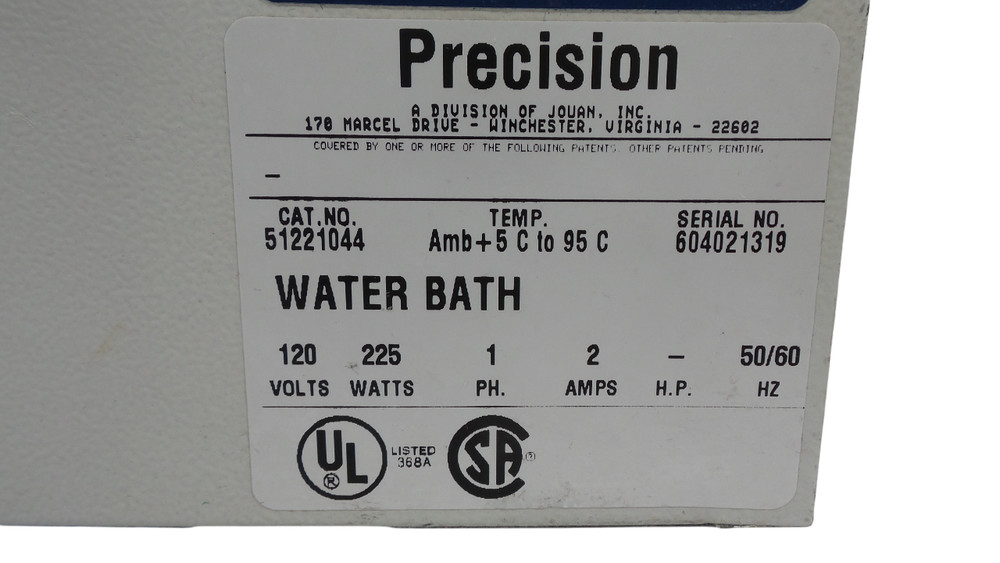 Precision
A DIVISION OF JOUAN, INC.
170 MARCEL DRIVE - WINCHESTER, VIRGINIA - 22602
COVERED BY ONE OR MORE OF THE FOLLOWING PATENTS. OTHER PATENTS PENDING
–
CAT.NO. TEMP. SERIAL NO.
51221044 Amb+5 C to 95 C 604021319
WATER BATH
120 225 1 2 – 50/60
VOLTS WATTS PH. AMPS H.P. HZ
UL ® LISTED 368A SA ®